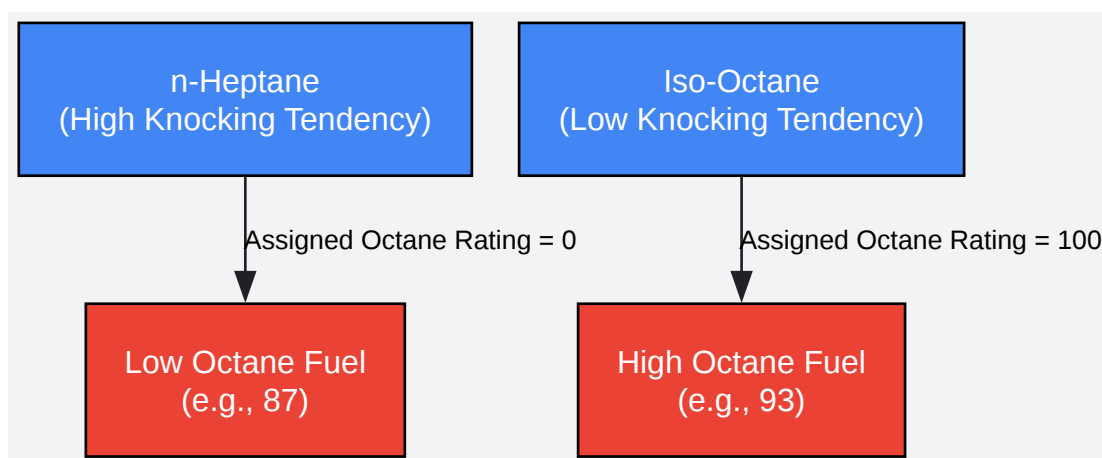 n-Heptane
(High Knocking Tendency)
Iso-Octane
(Low Knocking Tendency)
Assigned Octane Rating = 0
Assigned Octane Rating = 100
Low Octane Fuel
(e.g., 87)
High Octane Fuel
(e.g., 93)